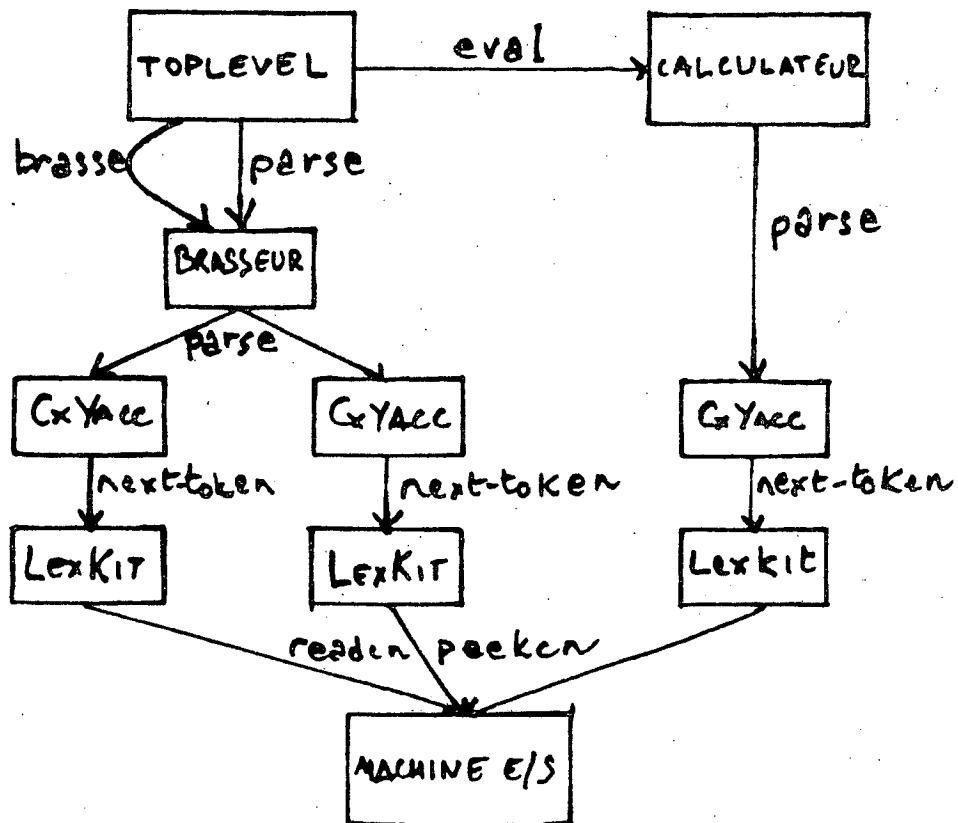 TOPLEVEL
eval
CALCULATEUR
brasse
parse
parse
BRASSEUR
parse
CxYACC
CxYACC
CxYACC
next-token
next-token
next-token
LexKIT
LEXKIT
LexKit
readcn peekcn
MACHINE E/S